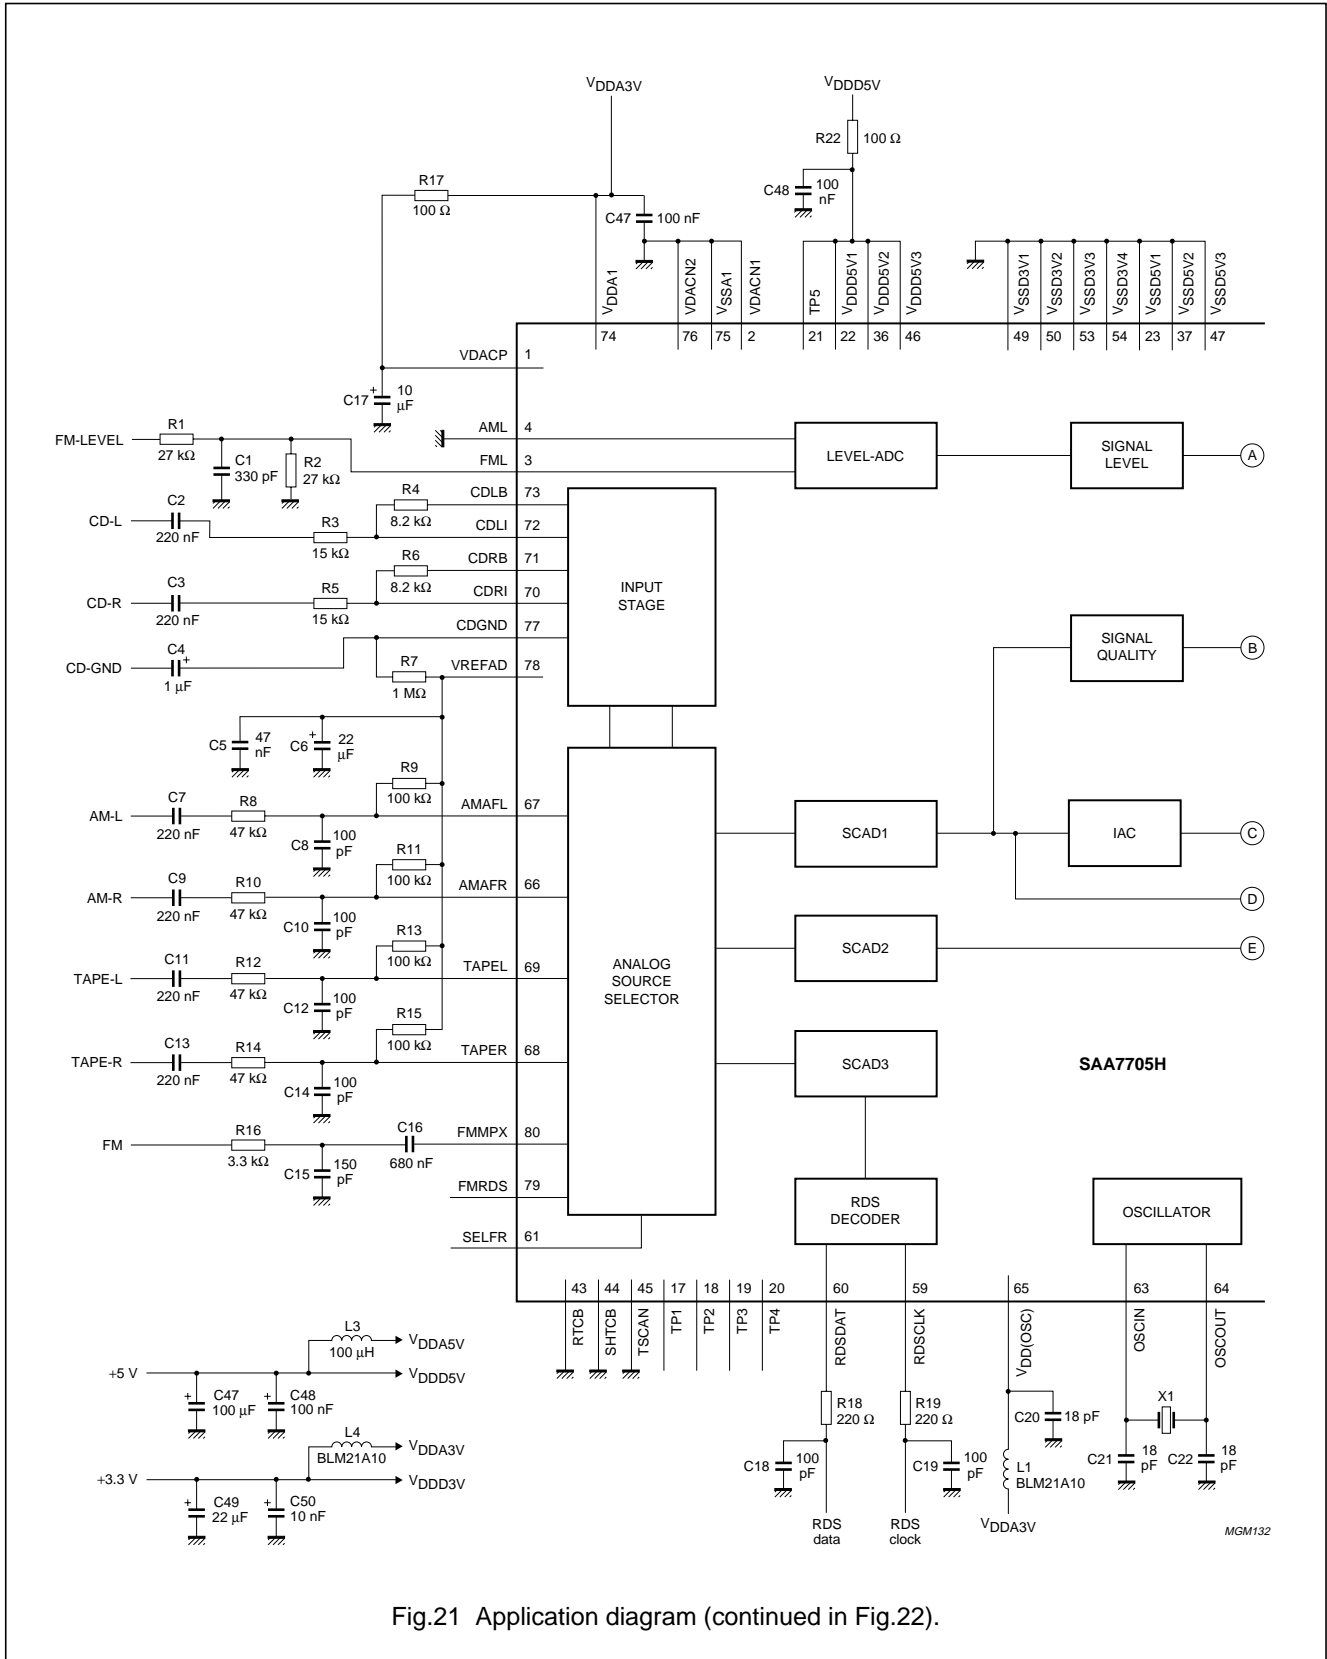 VDDA3V
VDDD5V
R22 100 Ω
C48 100 nF
R17
100 Ω
C47 100 nF
VDDA1
VDACN2
VSSA1
VDACN1
TP5
VDDD5V1
VDDD5V2
VDDD5V3
VSSD3V1
VSSD3V2
VSSD3V3
VSSD3V4
VSSD5V1
VSSD5V2
VSSD5V3
74 76 75 2 21 22 36 46 49 50 53 54 23 37 47
VDACP 1
C17 + 10 μF
FM-LEVEL
R1
27 kΩ
C1
330 pF
R2
27 kΩ
AML 4
FML 3
LEVEL-ADC
SIGNAL
LEVEL
A
CD-L
C2
220 nF
R3
15 kΩ
R4
8.2 kΩ
CDLB 73
CDLI 72
CD-R
C3
220 nF
R5
15 kΩ
R6
8.2 kΩ
CDRB 71
CDRI 70
INPUT
STAGE
CD-GND
C4
+
1 μF
CDGND 77
R7
1 MΩ
VREFAD 78
SIGNAL
QUALITY
B
C5 47 nF
C6 + 22 μF
AM-L
C7
220 nF
R8
47 kΩ
C8 100 pF
R9
100 kΩ
AMAFL 67
AM-R
C9
220 nF
R10
47 kΩ
C10 100 pF
R11
100 kΩ
AMAFR 66
TAPE-L
C11
220 nF
R12
47 kΩ
C12 100 pF
R13
100 kΩ
TAPEL 69
TAPE-R
C13
220 nF
R14
47 kΩ
C14 100 pF
R15
100 kΩ
TAPER 68
FM
R16
3.3 kΩ
C15 150 pF
C16
680 nF
FMMPX 80
FMRDS 79
SELFR 61
ANALOG
SOURCE
SELECTOR
SCAD1
IAC
C
D
SCAD2
E
SCAD3
SAA7705H
RDS
DECODER
OSCILLATOR
43 44 45 17 18 19 20 60 59 65 63 64
RTCB
SHTCB
TSCAN
TP1
TP2
TP3
TP4
RDSDAT
RDSCLK
VDD(OSC)
OSCIN
OSCOUT
R18
220 Ω
C18 100 pF
RDS
data
R19
220 Ω
C19 100 pF
RDS
clock
C20 18 pF
L1
BLM21A10
VDDA3V
X1
C21 18 pF
C22 18 pF
+5 V
L3
100 μH
VDDA5V
VDDD5V
+ C47
100 μF
+ C48
100 nF
+3.3 V
L4
BLM21A10
VDDA3V
VDDD3V
+ C49
22 μF
+ C50
10 nF
MGM132
Fig.21 Application diagram (continued in Fig.22).